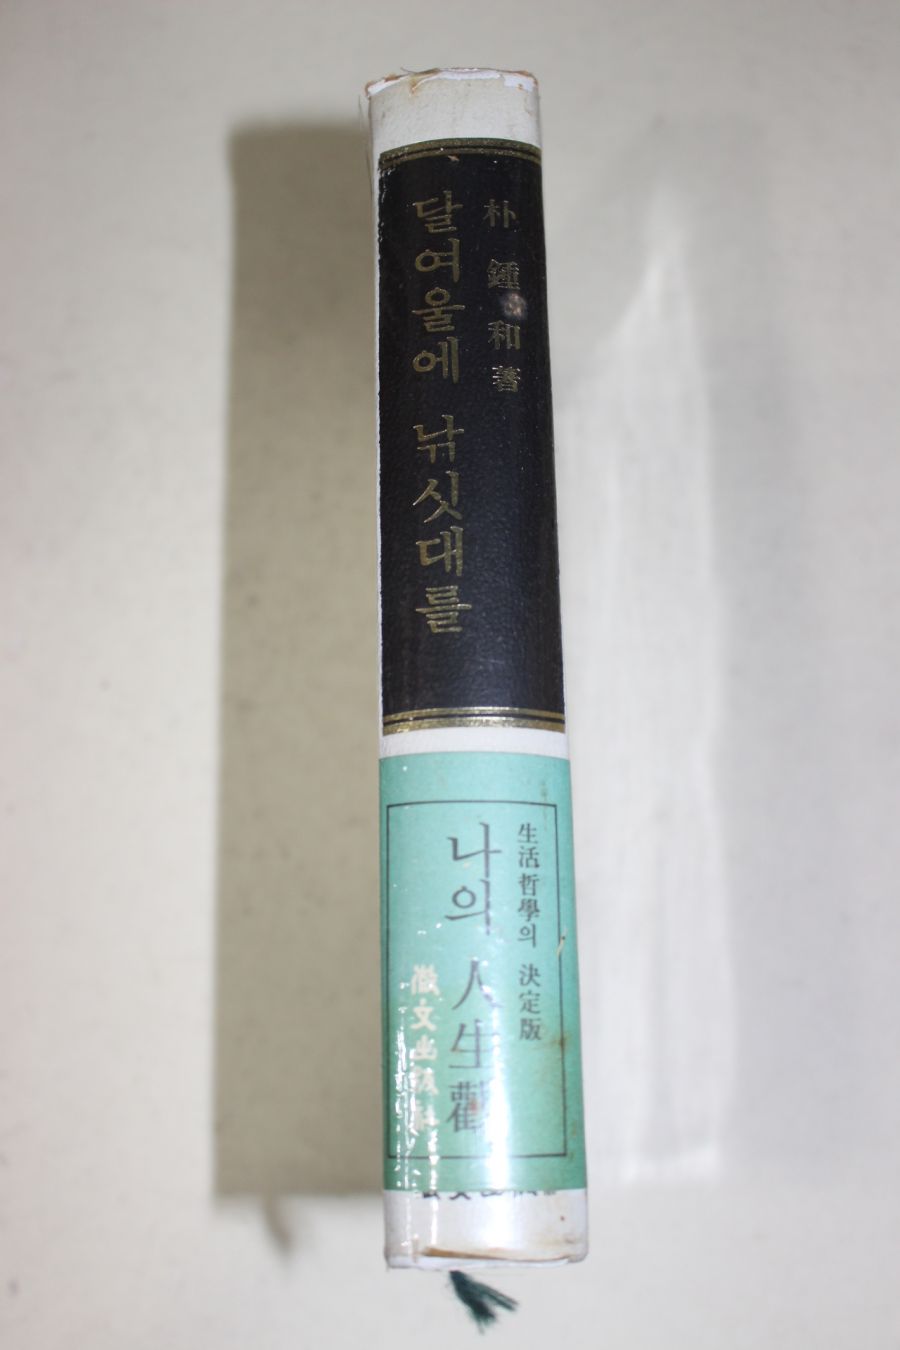 朴鍾和著
달여울에 낚싯대를
生活哲學의 決定版
나의 人生觀
徽文出版社